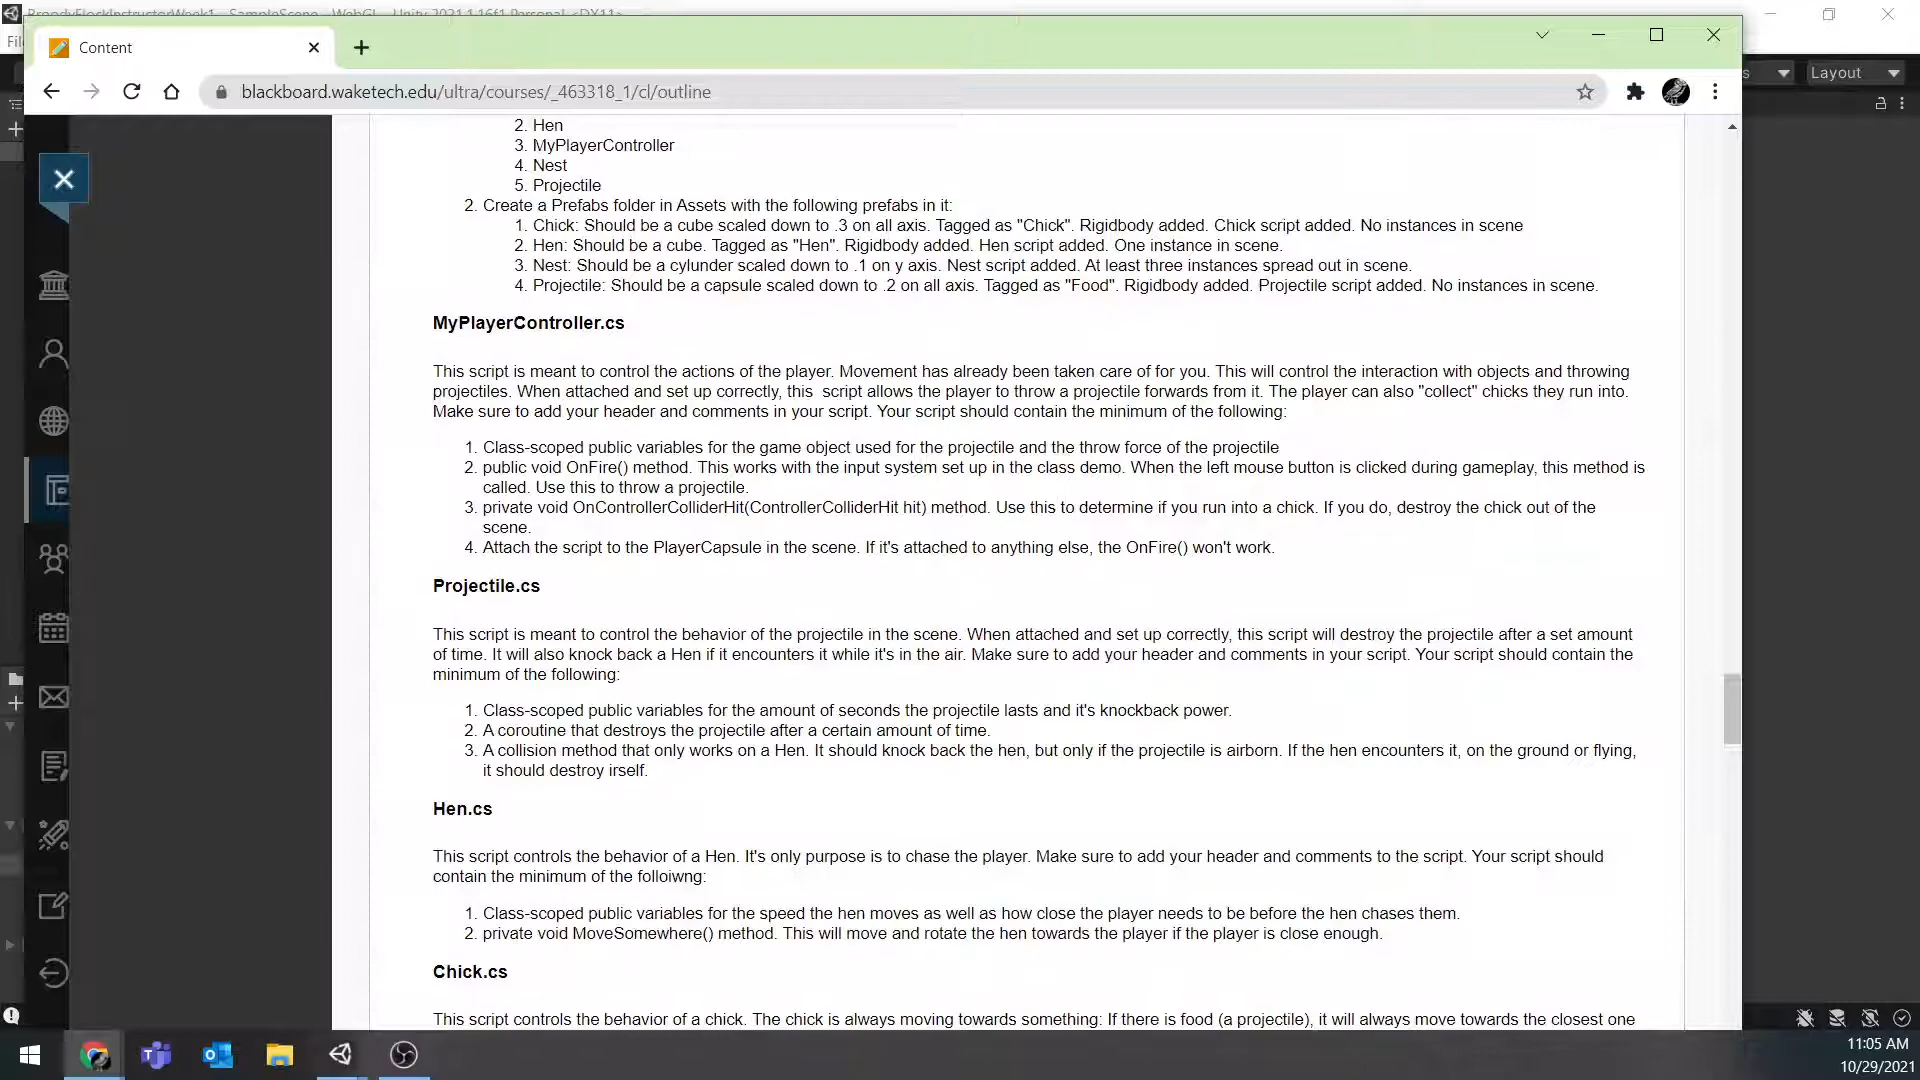 BroodyFlockInstructorWeek1 - SampleScene - WebGL - Unity 2021.1.16f1 Personal <DX11>
Fil
Content
s
Layout
blackboard.waketech.edu/ultra/courses/_463318_1/cl/outline
2. Hen
3. MyPlayerController
4. Nest
5. Projectile
2. Create a Prefabs folder in Assets with the following prefabs in it:
1. Chick: Should be a cube scaled down to .3 on all axis. Tagged as "Chick". Rigidbody added. Chick script added. No instances in scene
2. Hen: Should be a cube. Tagged as "Hen". Rigidbody added. Hen script added. One instance in scene.
3. Nest: Should be a cylunder scaled down to .1 on y axis. Nest script added. At least three instances spread out in scene.
4. Projectile: Should be a capsule scaled down to .2 on all axis. Tagged as "Food". Rigidbody added. Projectile script added. No instances in scene.
MyPlayerController.cs
This script is meant to control the actions of the player. Movement has already been taken care of for you. This will control the interaction with objects and throwing
projectiles. When attached and set up correctly, this  script allows the player to throw a projectile forwards from it. The player can also "collect" chicks they run into.
Make sure to add your header and comments in your script. Your script should contain the minimum of the following:
1. Class-scoped public variables for the game object used for the projectile and the throw force of the projectile
2. public void OnFire() method. This works with the input system set up in the class demo. When the left mouse button is clicked during gameplay, this method is
called. Use this to throw a projectile.
3. private void OnControllerColliderHit(ControllerColliderHit hit) method. Use this to determine if you run into a chick. If you do, destroy the chick out of the
scene.
4. Attach the script to the PlayerCapsule in the scene. If it's attached to anything else, the OnFire() won't work.
Projectile.cs
This script is meant to control the behavior of the projectile in the scene. When attached and set up correctly, this script will destroy the projectile after a set amount
of time. It will also knock back a Hen if it encounters it while it's in the air. Make sure to add your header and comments in your script. Your script should contain the
minimum of the following:
1. Class-scoped public variables for the amount of seconds the projectile lasts and it's knockback power.
2. A coroutine that destroys the projectile after a certain amount of time.
3. A collision method that only works on a Hen. It should knock back the hen, but only if the projectile is airborn. If the hen encounters it, on the ground or flying,
it should destroy irself.
Hen.cs
This script controls the behavior of a Hen. It's only purpose is to chase the player. Make sure to add your header and comments to the script. Your script should
contain the minimum of the folloiwng:
1. Class-scoped public variables for the speed the hen moves as well as how close the player needs to be before the hen chases them.
2. private void MoveSomewhere() method. This will move and rotate the hen towards the player if the player is close enough.
Chick.cs
This script controls the behavior of a chick. The chick is always moving towards something: If there is food (a projectile), it will always move towards the closest one
11:05 AM
10/29/2021